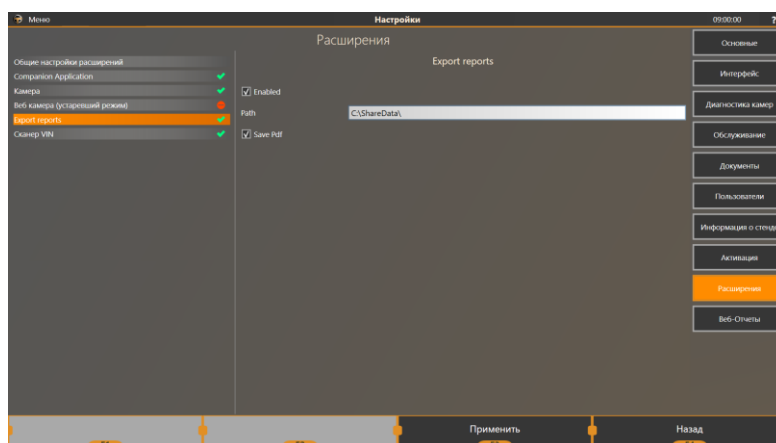 Меню
Настройки
09:00:00
?
Расширения
Общие настройки расширений
Companion Application
Камера
Веб камера (устаревший режим)
Export reports
Сканер VIN
Export reports
Enabled
Path
C:\ShareData\
Save Pdf
Основные
Интерфейс
Диагностика камер
Обслуживание
Документы
Пользователи
Информация о стенде
Активация
Расширения
Веб-Отчеты
Применить
Назад